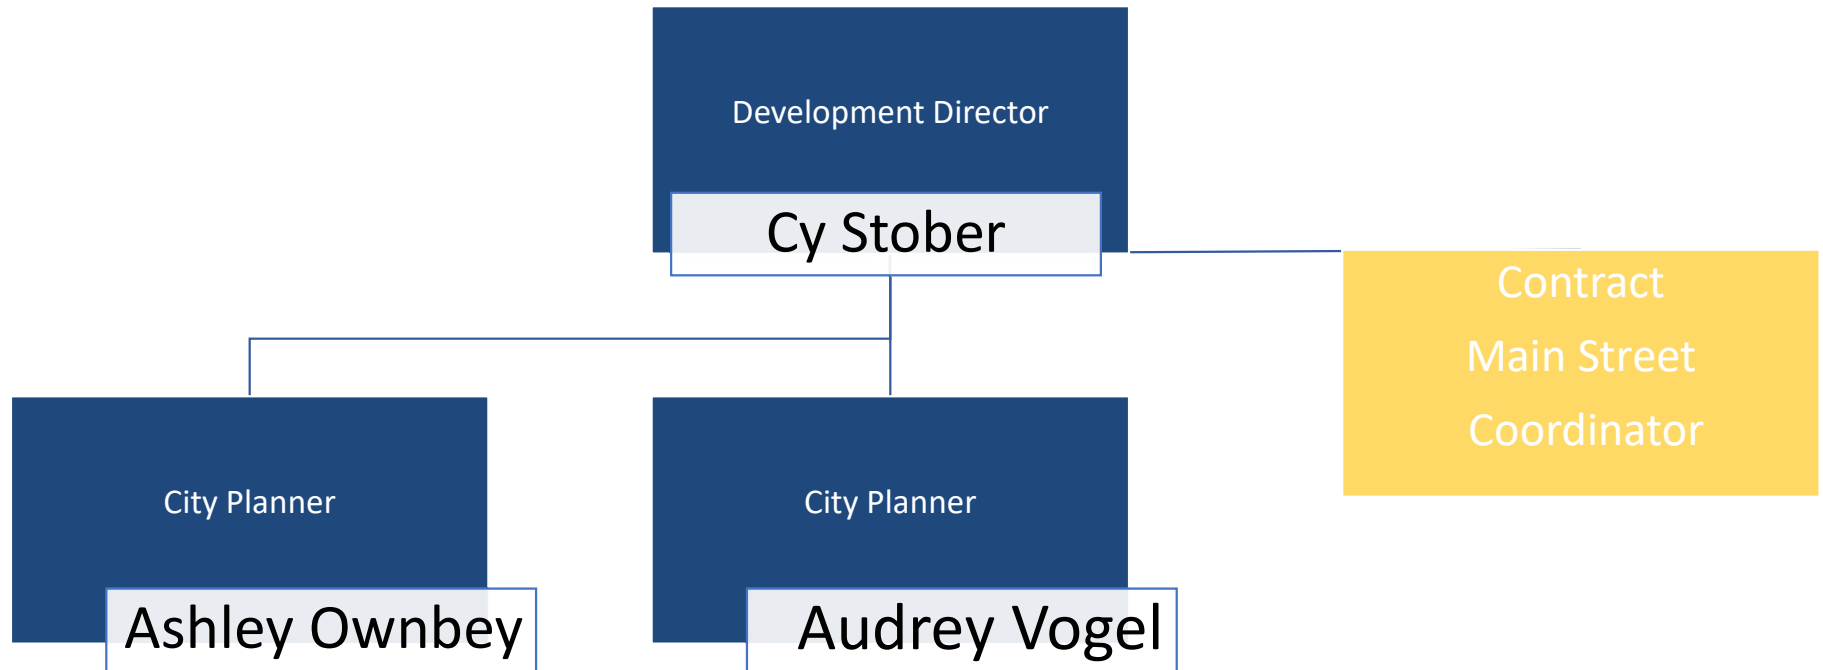 Development Director
Cy Stober
Contract
Main Street
Coordinator
City Planner
Ashley Ownbey
City Planner
Audrey Vogel